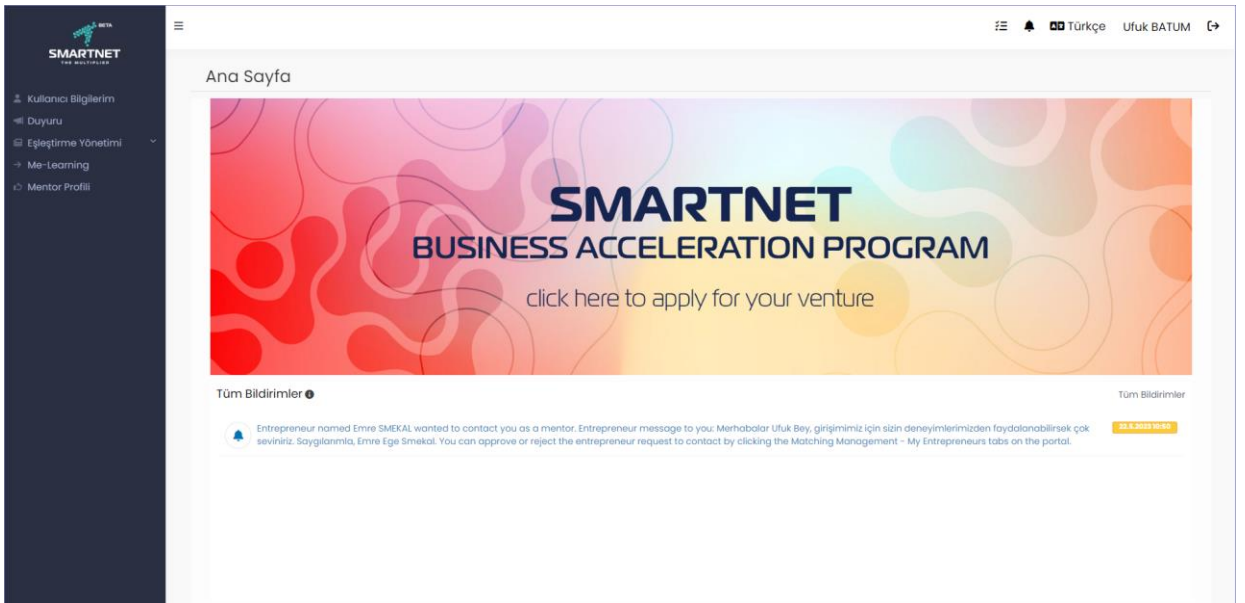 BETA
SMARTNET
THE MULTIPLIER
Türkçe
Ufuk BATUM
Kullanıcı Bilgilerim
Duyuru
Eşleştirme Yönetimi
Me-Learning
Mentor Profili
Ana Sayfa
SMARTNET
BUSINESS ACCELERATION PROGRAM
click here to apply for your venture
Tüm Bildirimler
Tüm Bildirimler
Entrepreneur named Emre SMEKAL wanted to contact you as a mentor. Entrepreneur message to you: Merhabalar Ufuk Bey, girişimimiz için sizin deneyimlerimizden faydalanabilirsek çok
seviniriz. Saygılarımla, Emre Ege Smekal. You can approve or reject the entrepreneur request to contact by clicking the Matching Management - My Entrepreneurs tabs on the portal.